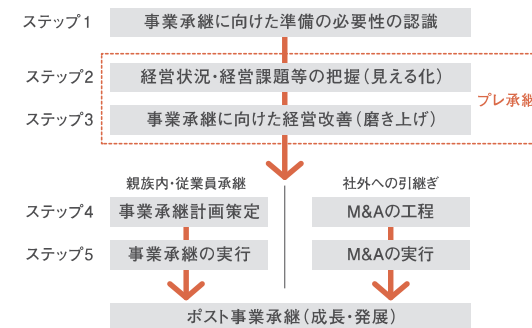 ステップ1 事業承継に向けた準備の必要性の認識
ステップ2 経営状況・経営課題等の把握(見える化)
プレ承継
ステップ3 事業承継に向けた経営改善(磨き上げ)
親族内・従業員承継 社外への引継ぎ
ステップ4 事業承継計画策定 M&Aの工程
ステップ5 事業承継の実行 M&Aの実行
ポスト事業承継(成長・発展)